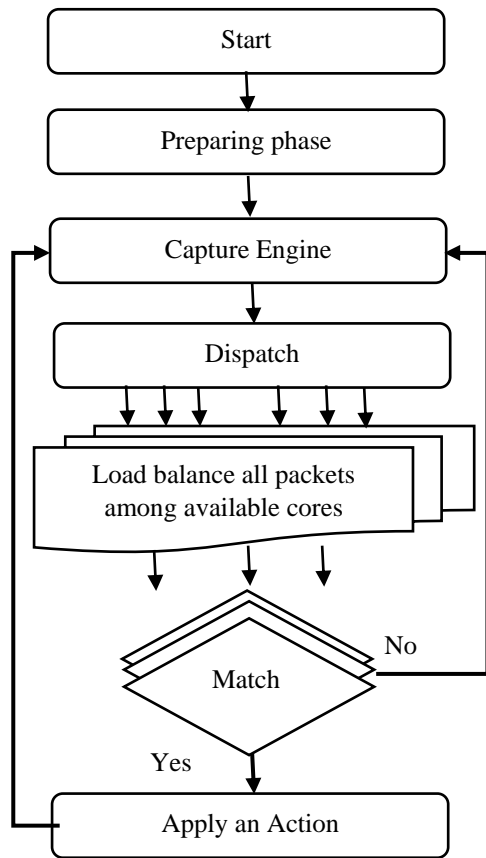 Start
Preparing phase
Capture Engine
Dispatch
Load balance all packets
among available cores
No
Match
Yes
Apply an Action